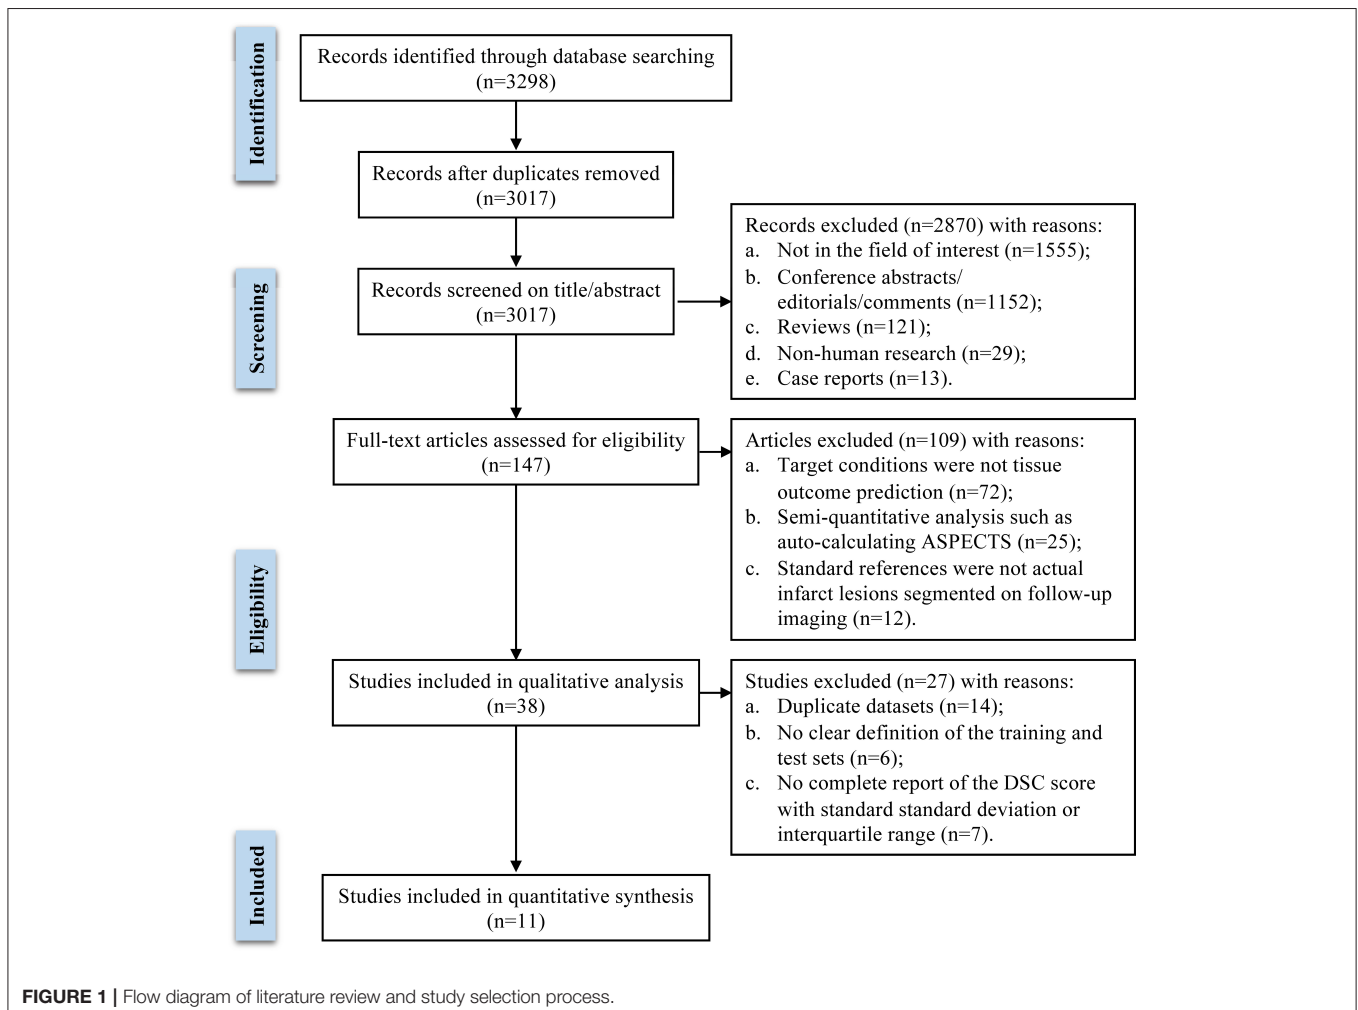 Identification
Records identified through database searching
(n=3298)
Records after duplicates removed
(n=3017)
Screening
Records screened on title/abstract
(n=3017)
Records excluded (n=2870) with reasons:
a. Not in the field of interest (n=1555);
b. Conference abstracts/
editorials/comments (n=1152);
c. Reviews (n=121);
d. Non-human research (n=29);
e. Case reports (n=13).
Full-text articles assessed for eligibility
(n=147)
Articles excluded (n=109) with reasons:
a. Target conditions were not tissue
outcome prediction (n=72);
b. Semi-quantitative analysis such as
auto-calculating ASPECTS (n=25);
c. Standard references were not actual
infarct lesions segmented on follow-up
imaging (n=12).
Eligibility
Studies included in qualitative analysis
(n=38)
Studies excluded (n=27) with reasons:
a. Duplicate datasets (n=14);
b. No clear definition of the training and
test sets (n=6);
c. No complete report of the DSC score
with standard standard deviation or
interquartile range (n=7).
Included
Studies included in quantitative synthesis
(n=11)
FIGURE 1 | Flow diagram of literature review and study selection process.